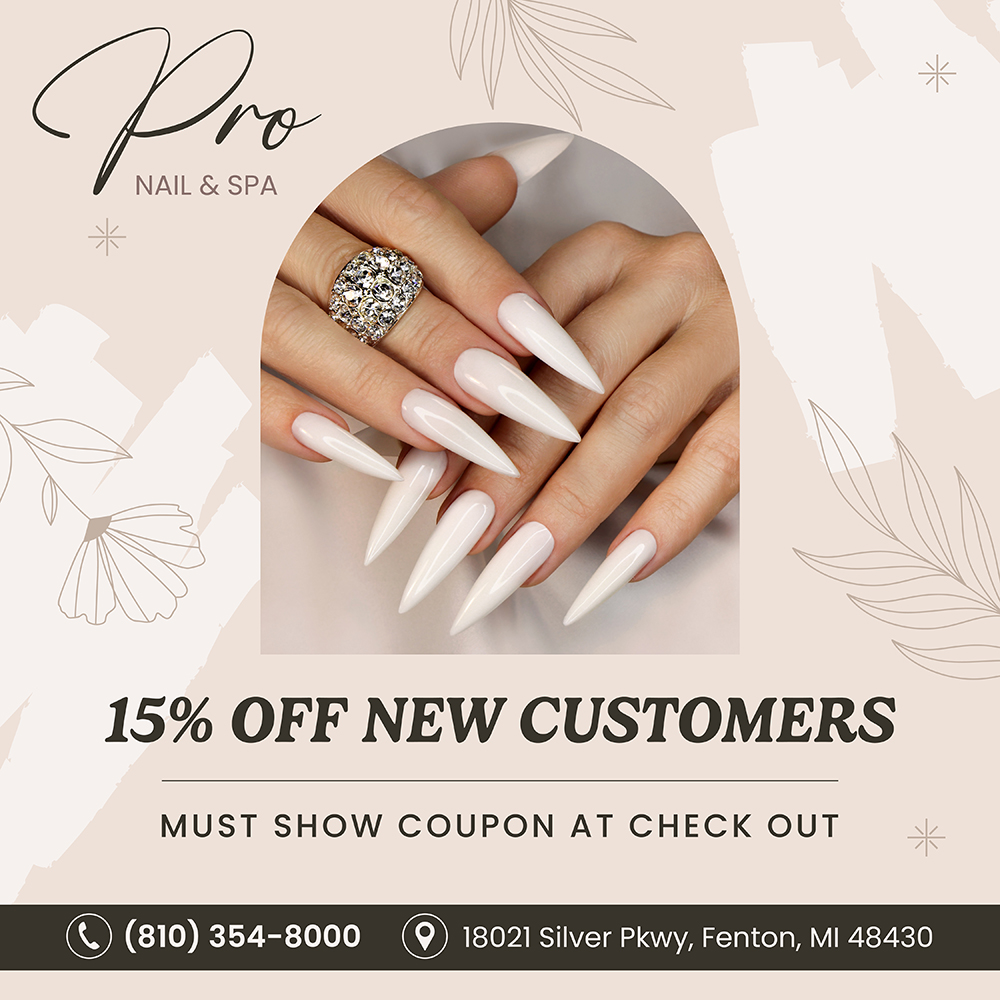 Pro
NAIL & SPA
15% OFF NEW CUSTOMERS
MUST SHOW COUPON AT CHECK OUT
(810) 354-8000
18021 Silver Pkwy, Fenton, MI 48430